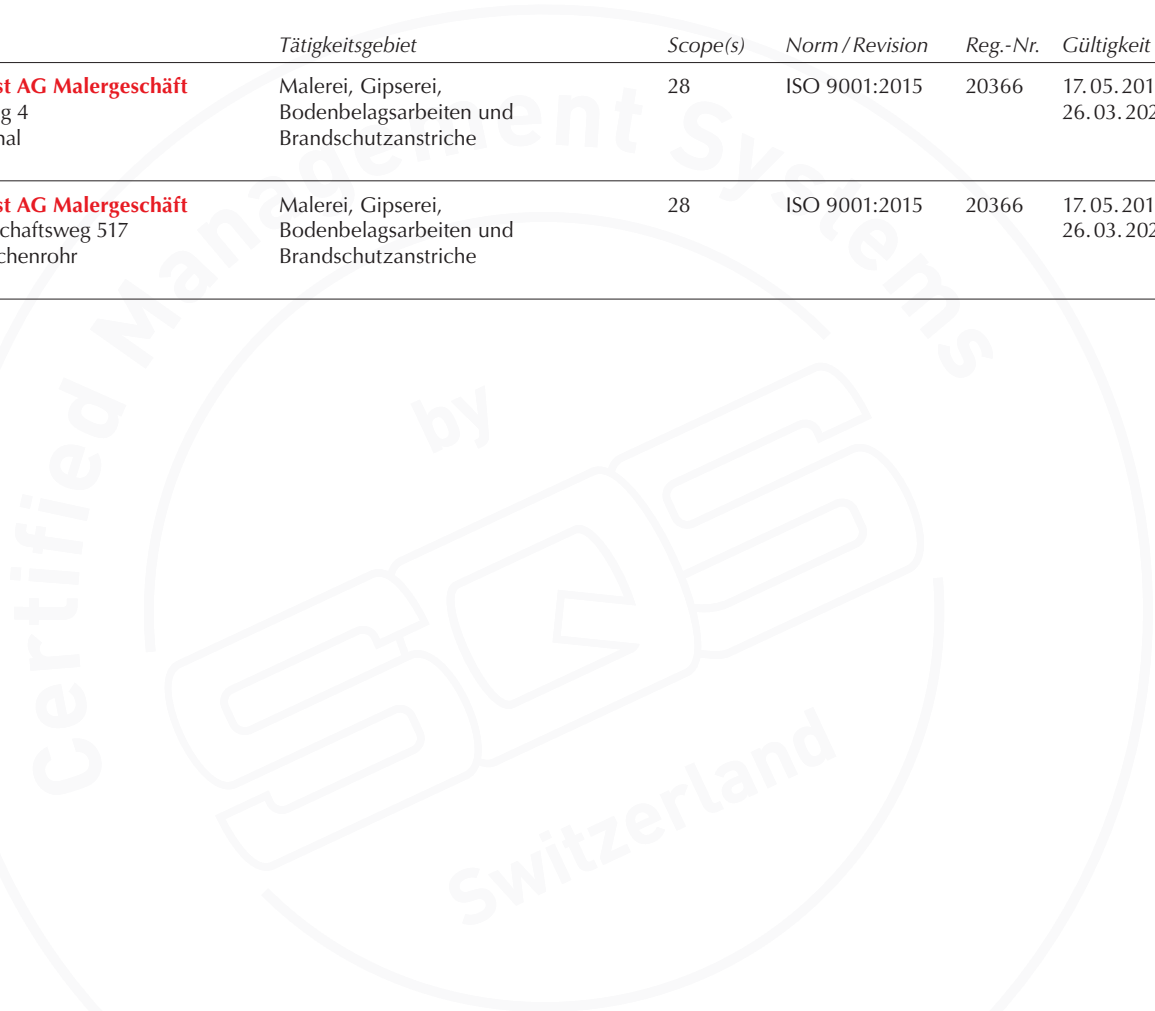 Tätigkeitsgebiet Scope(s) Norm / Revision Reg.-Nr. Gültigkeit
st AG Malergeschäft Malerei, Gipserei, 28 ISO 9001:2015 20366 17.05.201
g 4 Bodenbelagsarbeiten und 26.03.202
nal Brandschutzanstriche
st AG Malergeschäft Malerei, Gipserei, 28 ISO 9001:2015 20366 17.05.201
chaftsweg 517 Bodenbelagsarbeiten und 26.03.202
chenrohr Brandschutzanstriche
Certified Management Systems
by
SQS
Switzerland